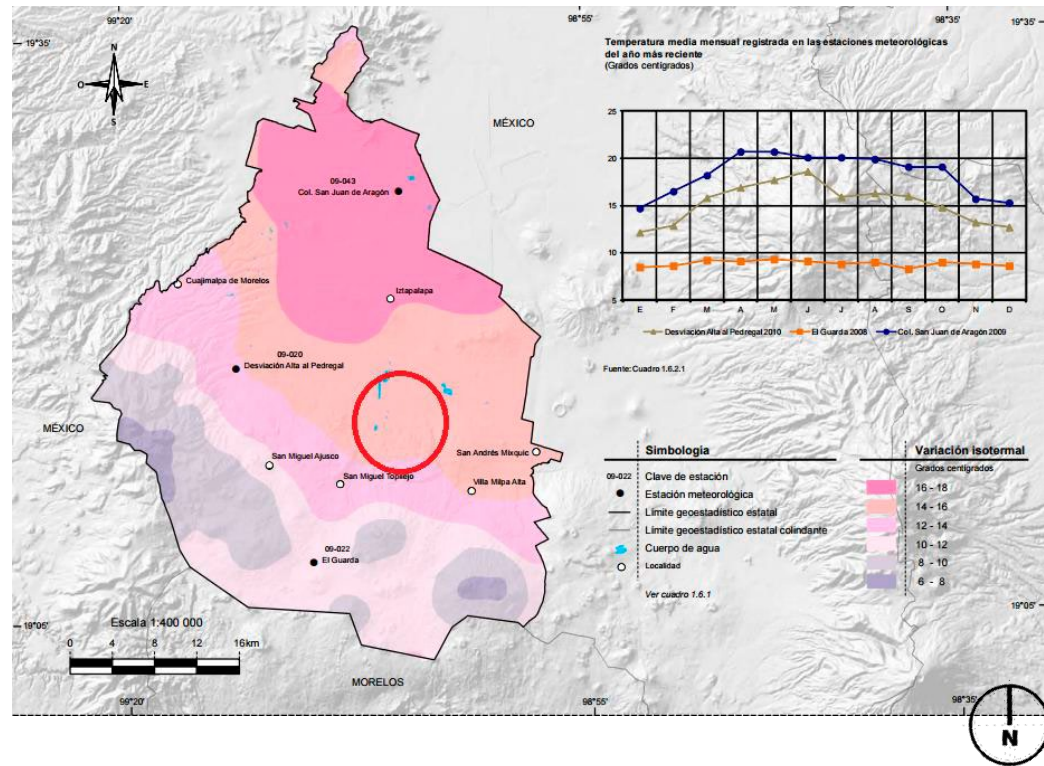 99°20'
98°55'
98°35'
19°35'
19°35'
N
O
E
S
MÉXICO
09-043
Col. San Juan de Aragón
Cuajimalpa de Morelos
Iztapalapa
09-020
Desviación Alta al Pedregal
MÉXICO
San Miguel Ajusco
San Miguel Topilejo
San Andrés Mixquic
Villa Milpa Alta
09-022
El Guarda
Escala 1:400 000
0 4 8 12 16km
19°05'
MORELOS
99°20'
98°55'
98°35'
19°05'
Temperatura media mensual registrada en las estaciones meteorológicas
del año más reciente
(Grados centígrados)
25
20
15
10
5
E F M A M J J A S O N D
Desviación Alta al Pedregal 2010 El Guarda 2008 Col. San Juan de Aragón 2009
Fuente: Cuadro 1.6.2.1
Simbología
09-022 Clave de estación
Estación meteorológica
Límite geoestadístico estatal
Límite geoestadístico estatal colindante
Cuerpo de agua
Localidad
Ver cuadro 1.6.1
Variación isotermal
Grados centigrados
16 - 18
14 - 16
12 - 14
10 - 12
8 - 10
6 - 8
N